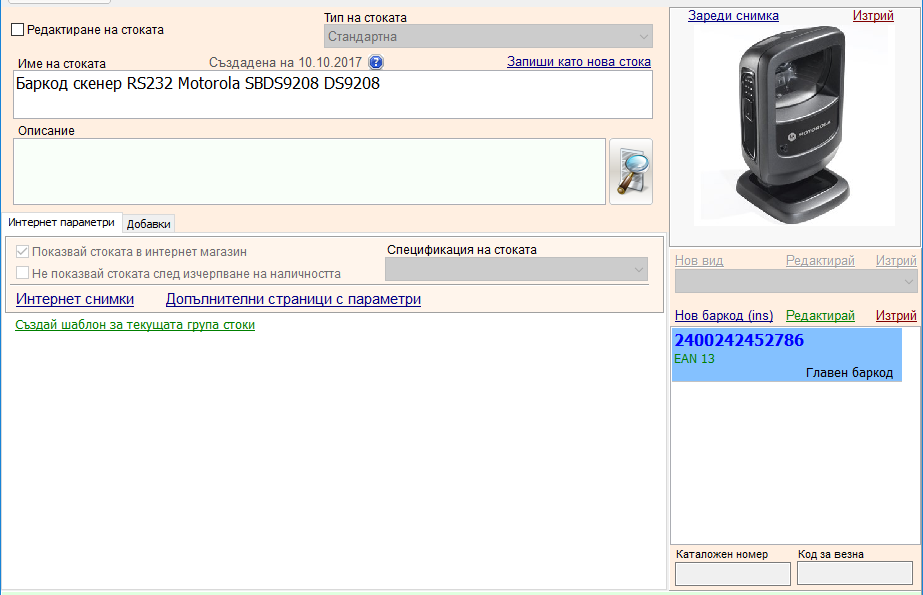 Редактиране на стоката
Тип на стоката
Стандартна
Име на стоката
Създадена на 10.10.2017
?
Запиши като нова стока
Баркод скенер RS232 Motorola SBDS9208 DS9208
Описание
Интернет параметри
Добавки
Показвай стоката в интернет магазин
Не показвай стоката след изчерпване на наличността
Спецификация на стоката
Интернет снимки
Допълнителни страници с параметри
Създай шаблон за текущата група стоки
Зареди снимка
Изтрий
MOTOROLA
Нов вид
Редактирай
Изтрий
Нов баркод (ins)
Редактирай
Изтрий
2400242452786
EAN 13
Главен баркод
Каталожен номер
Код за везна